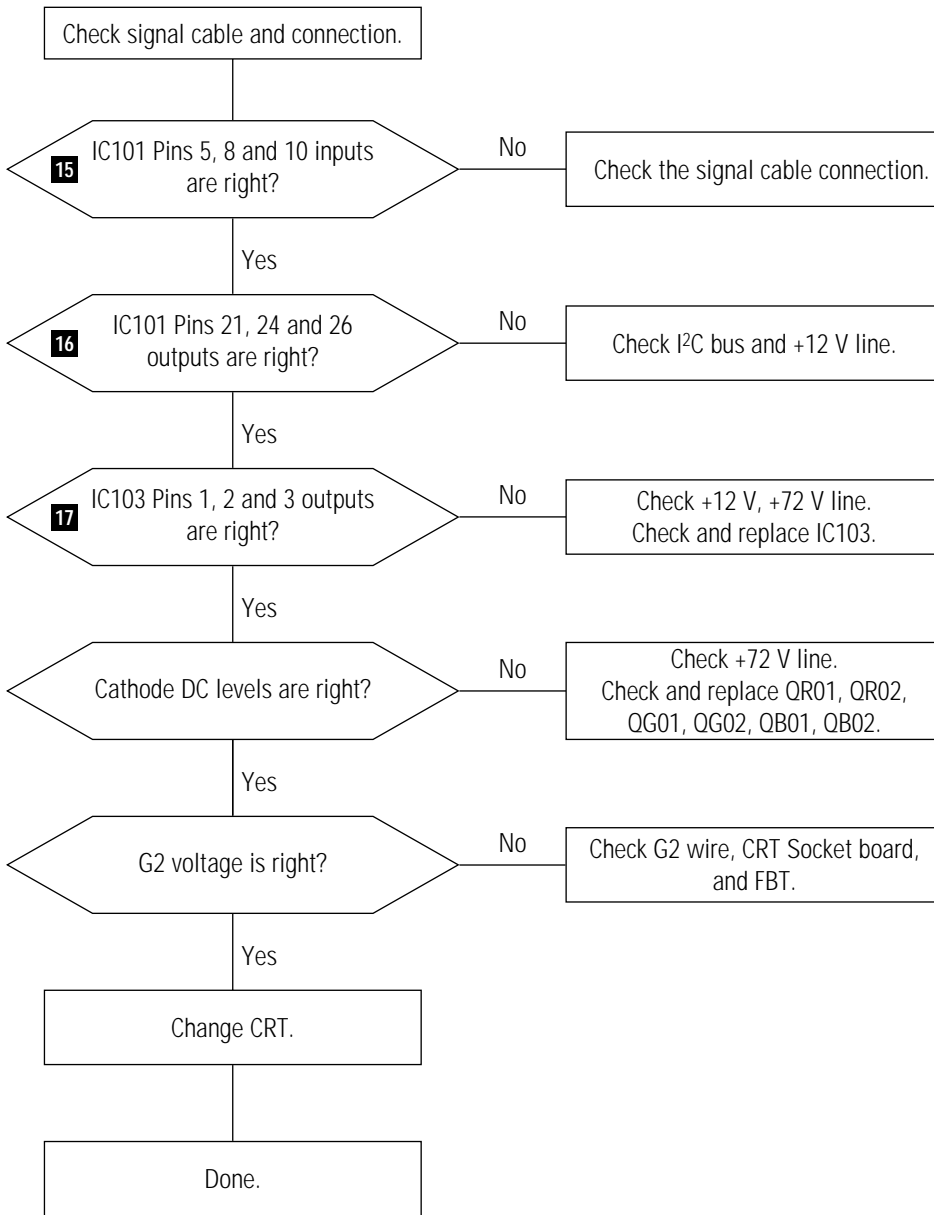 Check signal cable and connection.
15
IC101 Pins 5, 8 and 10 inputs
are right?
No
Check the signal cable connection.
Yes
16
IC101 Pins 21, 24 and 26
outputs are right?
No
Check I²C bus and +12 V line.
Yes
17
IC103 Pins 1, 2 and 3 outputs
are right?
No
Check +12 V, +72 V line.
Check and replace IC103.
Yes
Cathode DC levels are right?
No
Check +72 V line.
Check and replace QR01, QR02,
QG01, QG02, QB01, QB02.
Yes
G2 voltage is right?
No
Check G2 wire, CRT Socket board,
and FBT.
Yes
Change CRT.
Done.